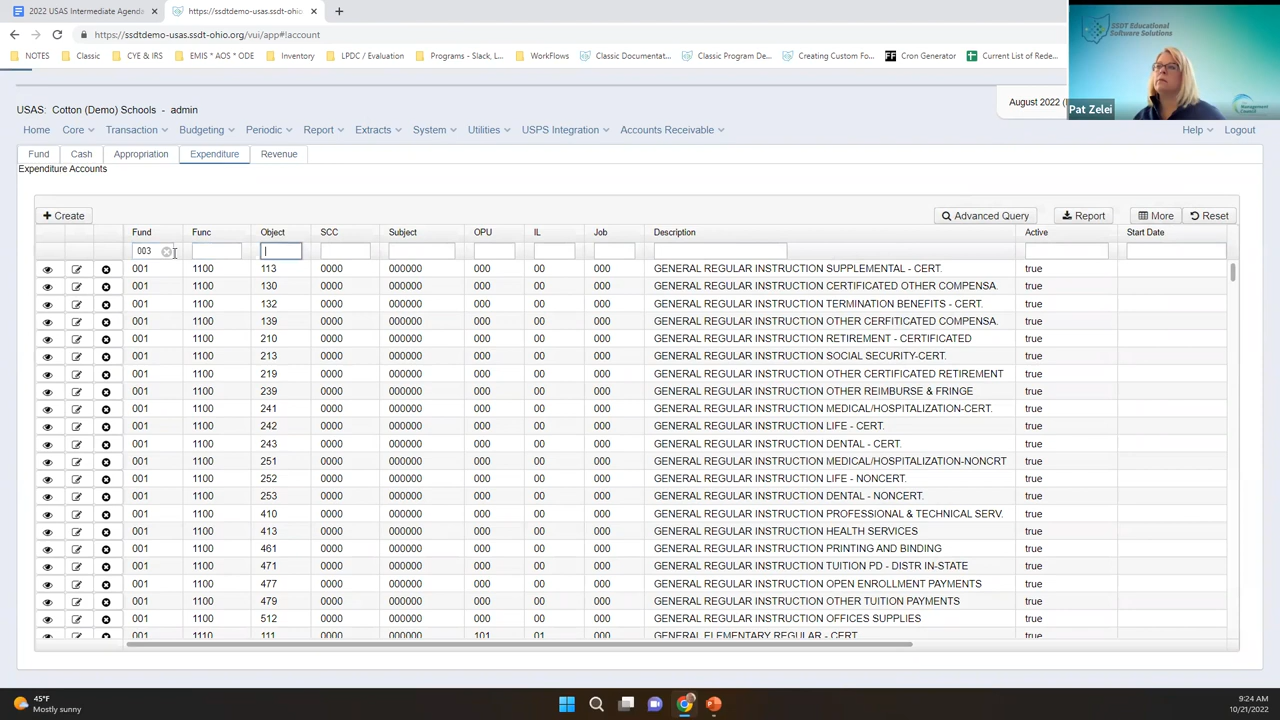 2022 USAS Intermediate Agenda
https://ssdtdemo-usas.ssdt-ohio.org/
https://ssdtdemo-usas.ssdt-ohio.org/vui/app#!account
NOTES Classic CYE & IRS EMIS * AOS * ODE Inventory LPDC / Evaluation Programs - Slack, L... WorkFlows Classic Documentat... Classic Program De... Creating Custom Fo... Cron Generator Current List of Rede...
SSDT Educational
Software Solutions
Management
Council
Pat Zelei
USAS: Cotton (Demo) Schools - admin
August 2022 (
Home Core Transaction Budgeting Periodic Report Extracts System Utilities USPS Integration Accounts Receivable Help Logout
Fund Cash Appropriation Expenditure Revenue
Expenditure Accounts
Create Advanced Query Report More Reset
Fund Func Object SCC Subject OPU IL Job Description Active Start Date
003
001 1100 113 0000 000000 000 00 000 GENERAL REGULAR INSTRUCTION SUPPLEMENTAL - CERT. true
001 1100 130 0000 000000 000 00 000 GENERAL REGULAR INSTRUCTION CERTIFICATED OTHER COMPENSA. true
001 1100 132 0000 000000 000 00 000 GENERAL REGULAR INSTRUCTION TERMINATION BENEFITS - CERT. true
001 1100 139 0000 000000 000 00 000 GENERAL REGULAR INSTRUCTION OTHER CERFITICATED COMPENSA. true
001 1100 210 0000 000000 000 00 000 GENERAL REGULAR INSTRUCTION RETIREMENT - CERTIFICATED true
001 1100 213 0000 000000 000 00 000 GENERAL REGULAR INSTRUCTION SOCIAL SECURITY-CERT. true
001 1100 219 0000 000000 000 00 000 GENERAL REGULAR INSTRUCTION OTHER CERTIFICATED RETIREMENT true
001 1100 239 0000 000000 000 00 000 GENERAL REGULAR INSTRUCTION OTHER REIMBURSE & FRINGE true
001 1100 241 0000 000000 000 00 000 GENERAL REGULAR INSTRUCTION MEDICAL/HOSPITALIZATION-CERT. true
001 1100 242 0000 000000 000 00 000 GENERAL REGULAR INSTRUCTION LIFE - CERT. true
001 1100 243 0000 000000 000 00 000 GENERAL REGULAR INSTRUCTION DENTAL - CERT. true
001 1100 251 0000 000000 000 00 000 GENERAL REGULAR INSTRUCTION MEDICAL/HOSPITALIZATION-NONCRT true
001 1100 252 0000 000000 000 00 000 GENERAL REGULAR INSTRUCTION LIFE - NONCERT. true
001 1100 253 0000 000000 000 00 000 GENERAL REGULAR INSTRUCTION DENTAL - NONCERT. true
001 1100 410 0000 000000 000 00 000 GENERAL REGULAR INSTRUCTION PROFESSIONAL & TECHNICAL SERV. true
001 1100 413 0000 000000 000 00 000 GENERAL REGULAR INSTRUCTION HEALTH SERVICES true
001 1100 461 0000 000000 000 00 000 GENERAL REGULAR INSTRUCTION PRINTING AND BINDING true
001 1100 471 0000 000000 000 00 000 GENERAL REGULAR INSTRUCTION TUITION PD - DISTR IN-STATE true
001 1100 477 0000 000000 000 00 000 GENERAL REGULAR INSTRUCTION OPEN ENROLLMENT PAYMENTS true
001 1100 479 0000 000000 000 00 000 GENERAL REGULAR INSTRUCTION OTHER TUITION PAYMENTS true
001 1100 512 0000 000000 000 00 000 GENERAL REGULAR INSTRUCTION OFFICES SUPPLIES true
001 1110 111 0000 000000 101 01 000 GENERAL ELEMENTARY REGULAR - CERT true
45°F
Mostly sunny
9:24 AM
10/21/2022